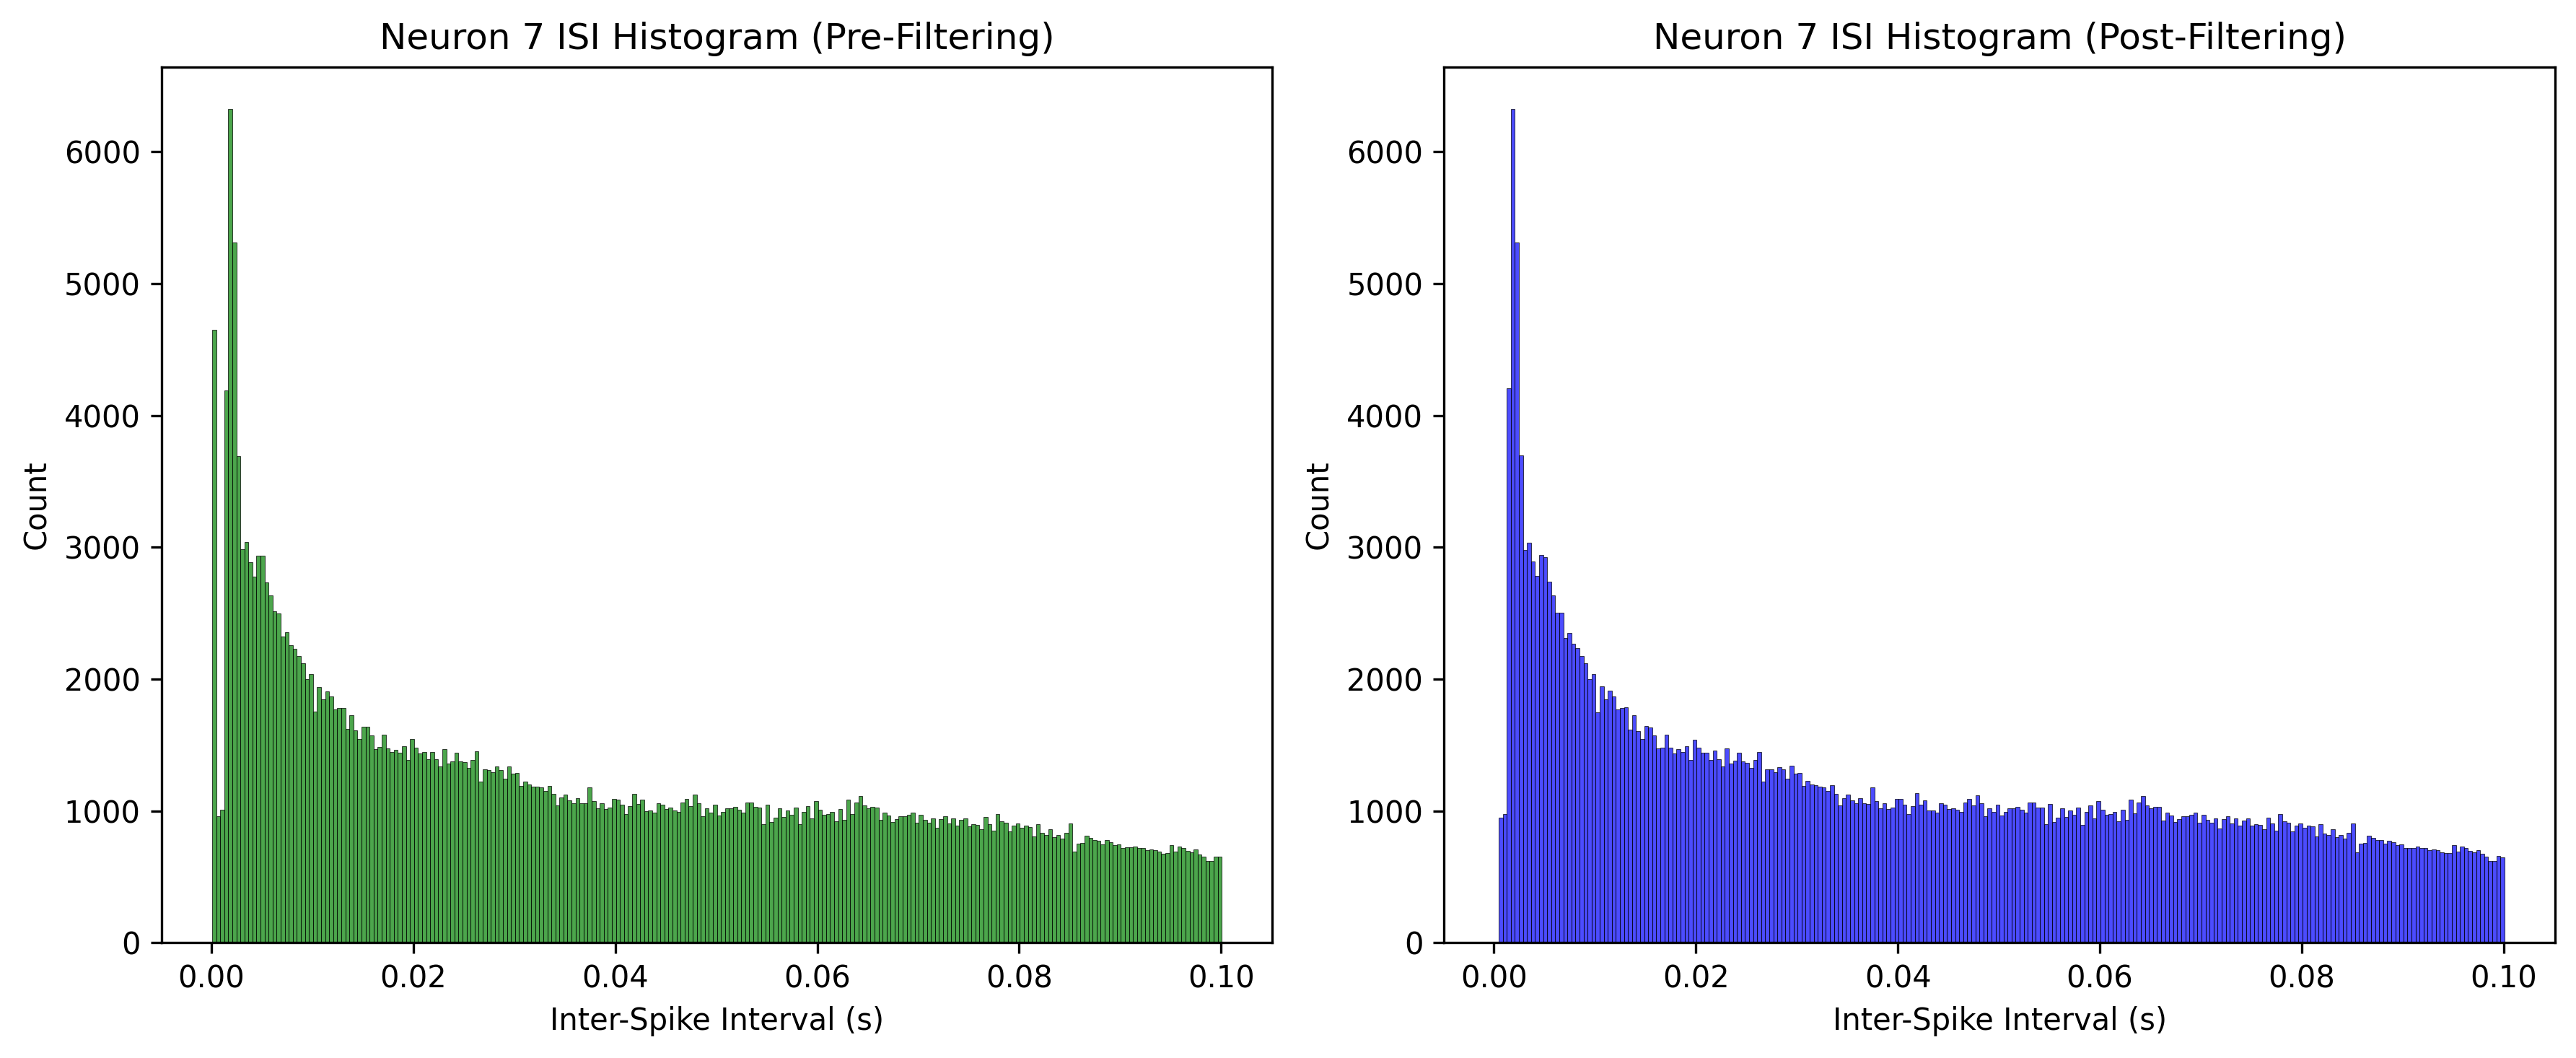 Neuron 7 ISI Histogram (Pre-Filtering)
Count
6000
5000
4000
3000
2000
1000
0
0.00 0.02 0.04 0.06 0.08 0.10
Inter-Spike Interval (s)
Neuron 7 ISI Histogram (Post-Filtering)
Count
6000
5000
4000
3000
2000
1000
0
0.00 0.02 0.04 0.06 0.08 0.10
Inter-Spike Interval (s)